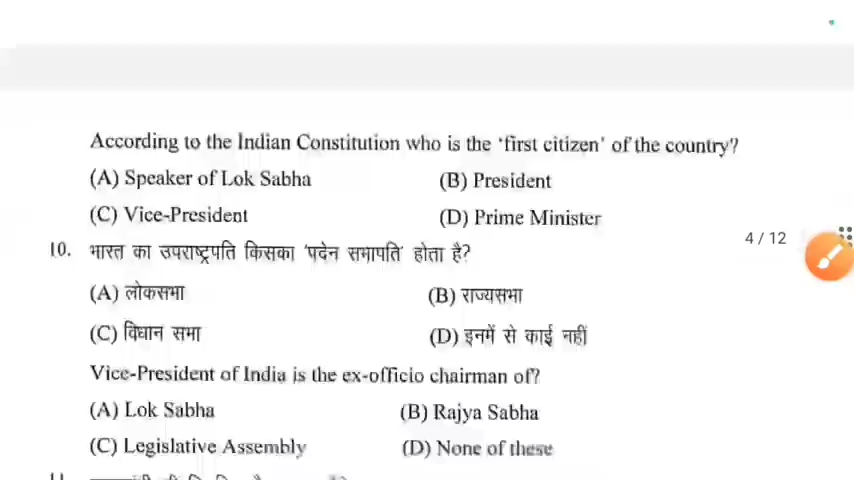 According to the Indian Constitution who is the 'first citizen' of the country?
(A) Speaker of Lok Sabha (B) President
(C) Vice-President (D) Prime Minister
4 / 12
10. भारत का उपराष्ट्रपति किसका 'पदेन सभापति' होता है?
(A) लोकसभा (B) राज्यसभा
(C) विधान सभा (D) इनमें से काई नहीं
Vice-President of India is the ex-officio chairman of?
(A) Lok Sabha (B) Rajya Sabha
(C) Legislative Assembly (D) None of these